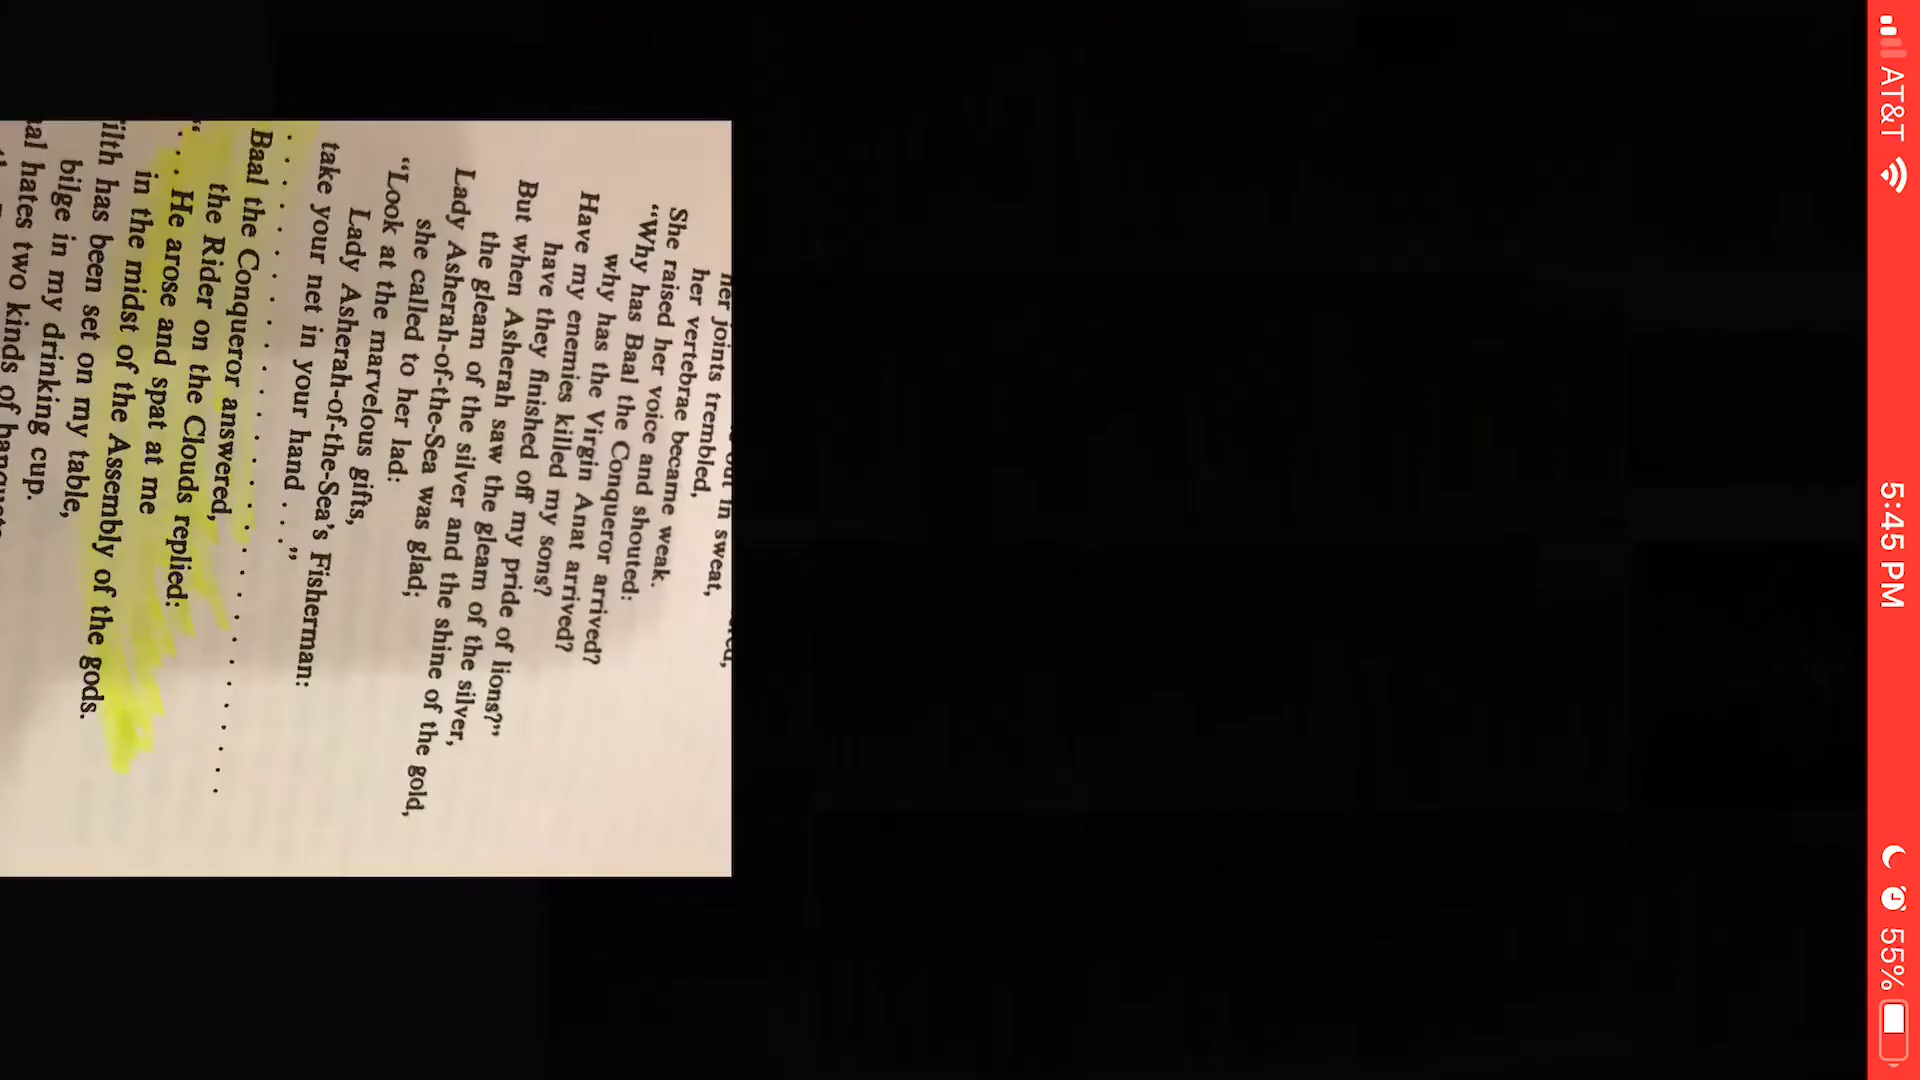 AT&T 5:45 PM 55%
in sweat,
her joints trembled,
her vertebrae became weak.
She raised her voice and shouted:
"Why has Baal the Conqueror arrived?
why has the Virgin Anat arrived?
Have my enemies killed my sons?
have they finished off my pride of lions?"
But when Asherah saw the gleam of the silver,
the gleam of the silver and the shine of the gold,
Lady Asherah-of-the-Sea was glad;
she called to her lad:
"Look at the marvelous gifts,
Lady Asherah-of-the-Sea's Fisherman:
take your net in your hand . . ."
. . . . . . . . . . . . . . . . .
Baal the Conqueror answered,
the Rider on the Clouds replied:
". . . He arose and spat at me
in the midst of the Assembly of the gods.
has been set on my table,
bilge in my drinking cup.
hates two kinds of